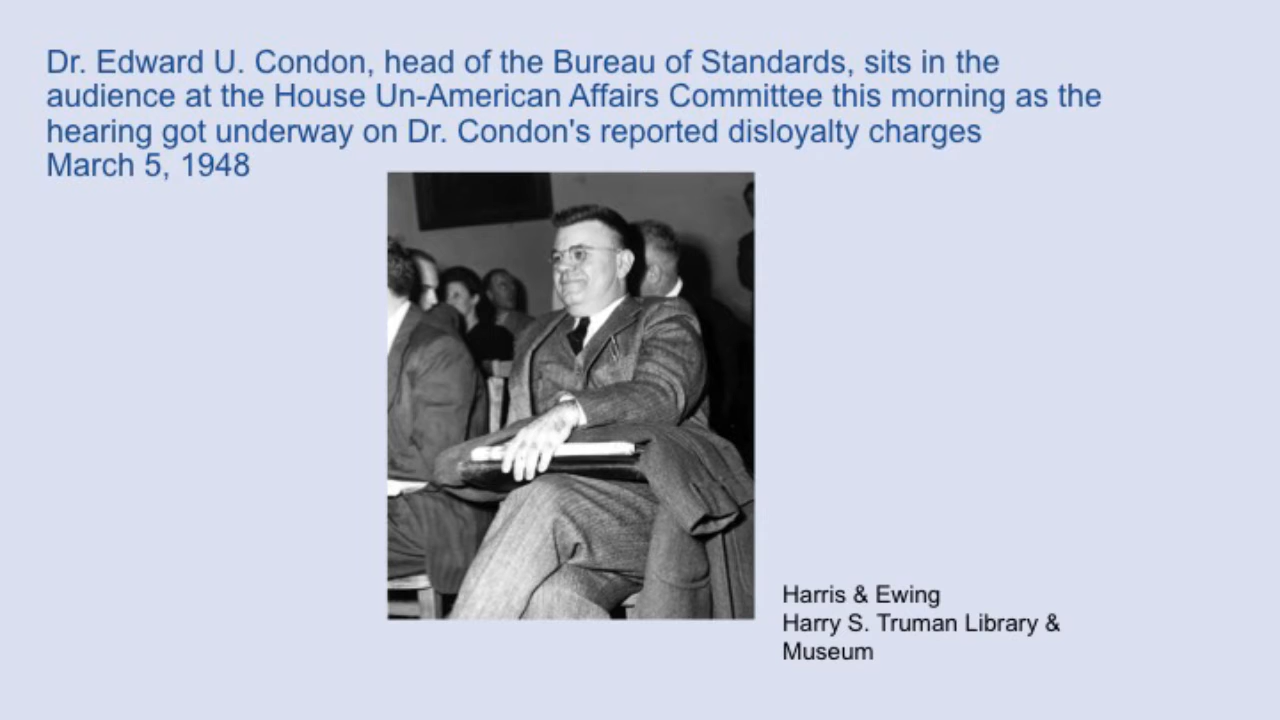 Dr. Edward U. Condon, head of the Bureau of Standards, sits in the
audience at the House Un-American Affairs Committee this morning as the
hearing got underway on Dr. Condon's reported disloyalty charges
March 5, 1948
Harris & Ewing
Harry S. Truman Library &
Museum